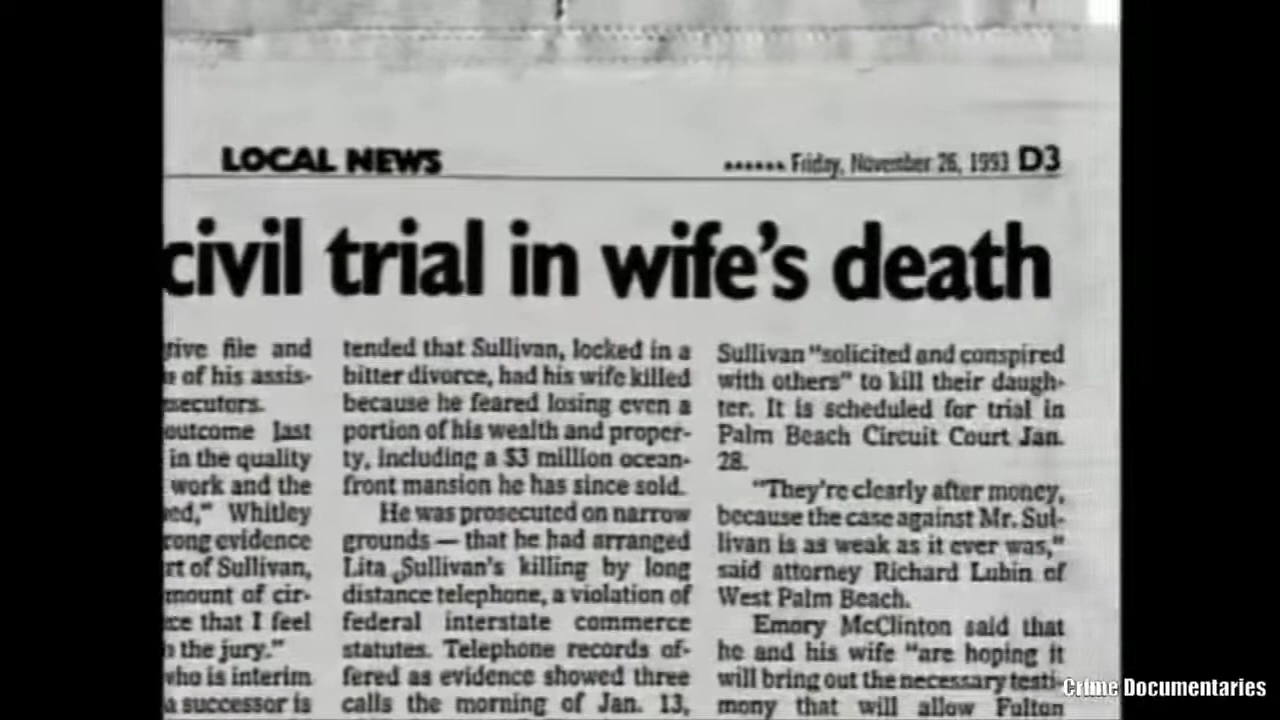 LOCAL NEWS
Friday, November 26, 1993 D3
civil trial in wife's death
tive file and
of his assis-
secutors.
outcome last
in the quality
work and the
ed," Whitley
rong evidence
rt of Sullivan,
mount of cir-
ce that I feel
the jury."
who is interim
a successor is
tended that Sullivan, locked in a
bitter divorce, had his wife killed
because he feared losing even a
portion of his wealth and proper-
ty, including a $3 million ocean-
front mansion he has since sold.
He was prosecuted on narrow
grounds — that he had arranged
Lita Sullivan's killing by long
distance telephone, a violation of
federal interstate commerce
statutes. Telephone records of-
fered as evidence showed three
calls the morning of Jan. 13,
Sullivan "solicited and conspired
with others" to kill their daugh-
ter. It is scheduled for trial in
Palm Beach Circuit Court Jan.
28.
"They're clearly after money,
because the case against Mr. Sul-
livan is as weak as it ever was,"
said attorney Richard Lubin of
West Palm Beach.
Emory McClinton said that
he and his wife "are hoping it
will bring out the necessary testi-
mony that will allow Fulton
Crime Documentaries